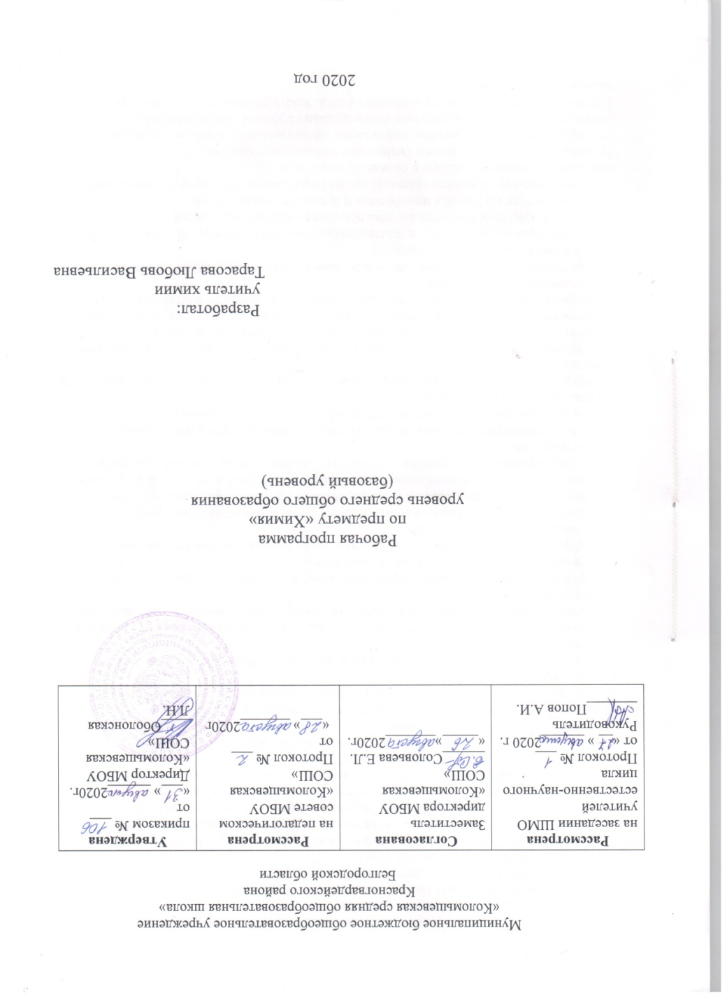 Муниципальное бюджетное общеобразовательное учреждение
«Коломыцевская средняя общеобразовательная школа»
Красногвардейского района
Белгородской области
Рассмотрена
на заседании ШМО
учителей
естественно-научного
цикла
Протокол № 1
от «27» августа 2020 г.
Руководитель
Попов А.И.
Согласована
Заместитель
директора МБОУ
«Коломыцевская
СОШ»
Соловьева Е.Л.
« 26 » августа 2020г.
Рассмотрена
на педагогическом
совете МБОУ
«Коломыцевская
СОШ»
Протокол № 2
от
«28» августа 2020г
Утверждена
приказом № 106
от
«31» августа 2020г.
Директор МБОУ
«Коломыцевская
СОШ»
Оболонская
Л.Н.
Рабочая программа
по предмету «Химия»
уровень среднего общего образования
(базовый уровень)
Разработал:
учитель химии
Тарасова Любовь Васильевна
2020 год